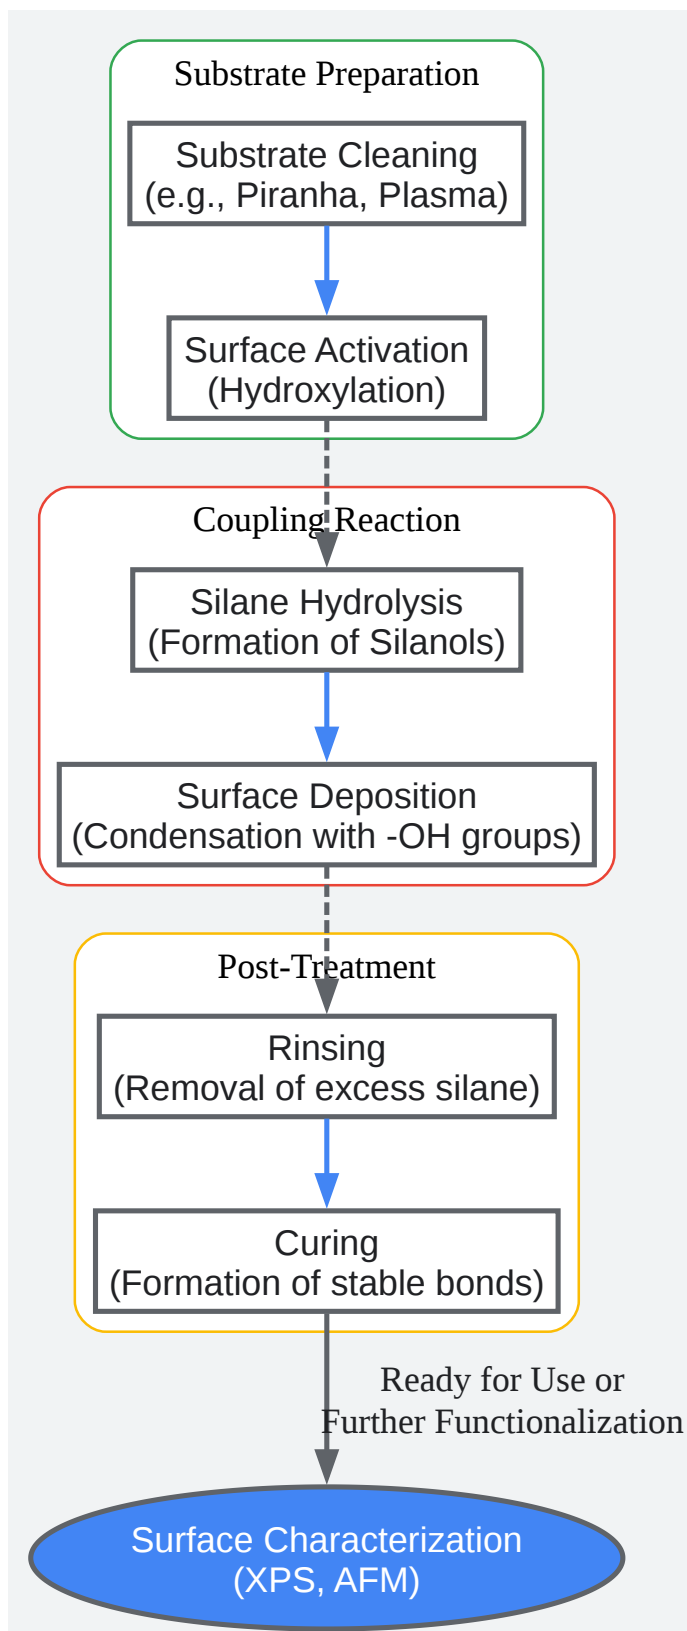 Substrate Preparation
Substrate Cleaning
(e.g., Piranha, Plasma)
Surface Activation
(Hydroxylation)
Coupling Reaction
Silane Hydrolysis
(Formation of Silanols)
Surface Deposition
(Condensation with -OH groups)
Post-Treatment
Rinsing
(Removal of excess silane)
Curing
(Formation of stable bonds)
Ready for Use or
Further Functionalization
Surface Characterization
(XPS, AFM)